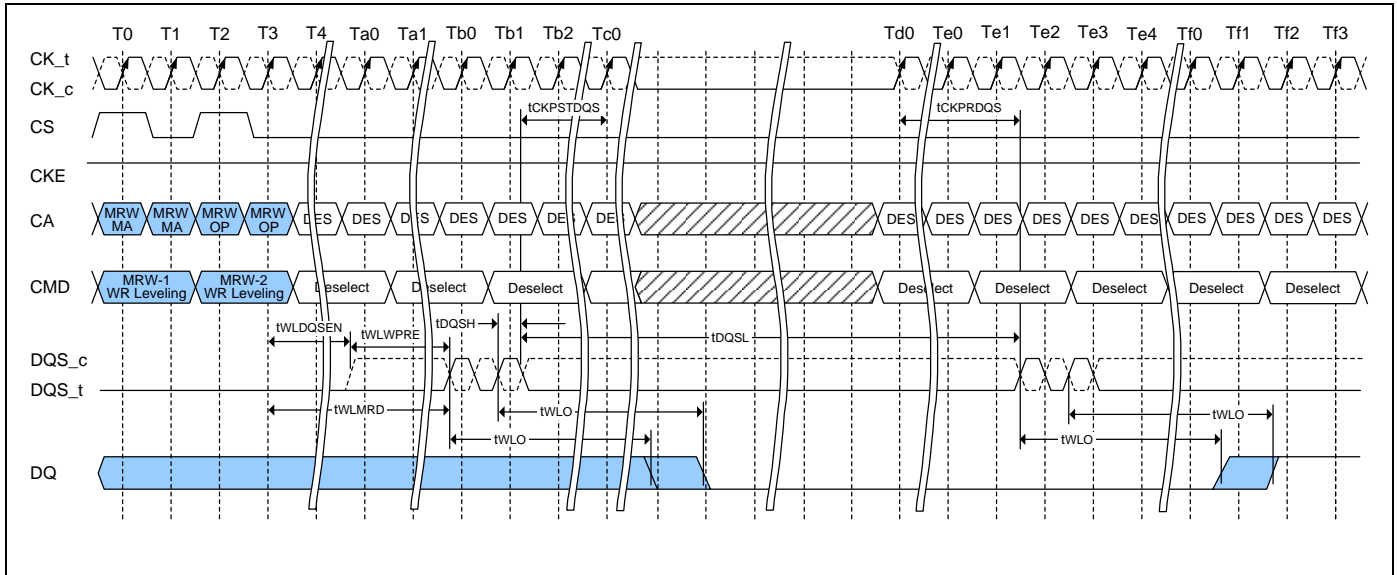 T0 T1 T2 T3 T4 Ta0 Ta1 Tb0 Tb1 Tb2 Tc0 Td0 Te0 Te1 Te2 Te3 Te4 Tf0 Tf1 Tf2 Tf3
CK_t
CK_c
tCKPSTDQS tCKPRDQS
CS
CKE
CA
MRW MA
MRW MA
MRW OP
MRW OP
DES DES DES DES DES DES DES DES DES DES DES DES DES DES DES DES DES
CMD
MRW-1
WR Leveling
MRW-2
WR Leveling
Deselect Deselect Deselect Deselect Deselect Deselect Deselect Deselect
tWLDQSEN tWLWPRE tDQSH tDQSL
DQS_c
DQS_t
tWLMRD tWLO tWLO
tWLO tWLO
DQ